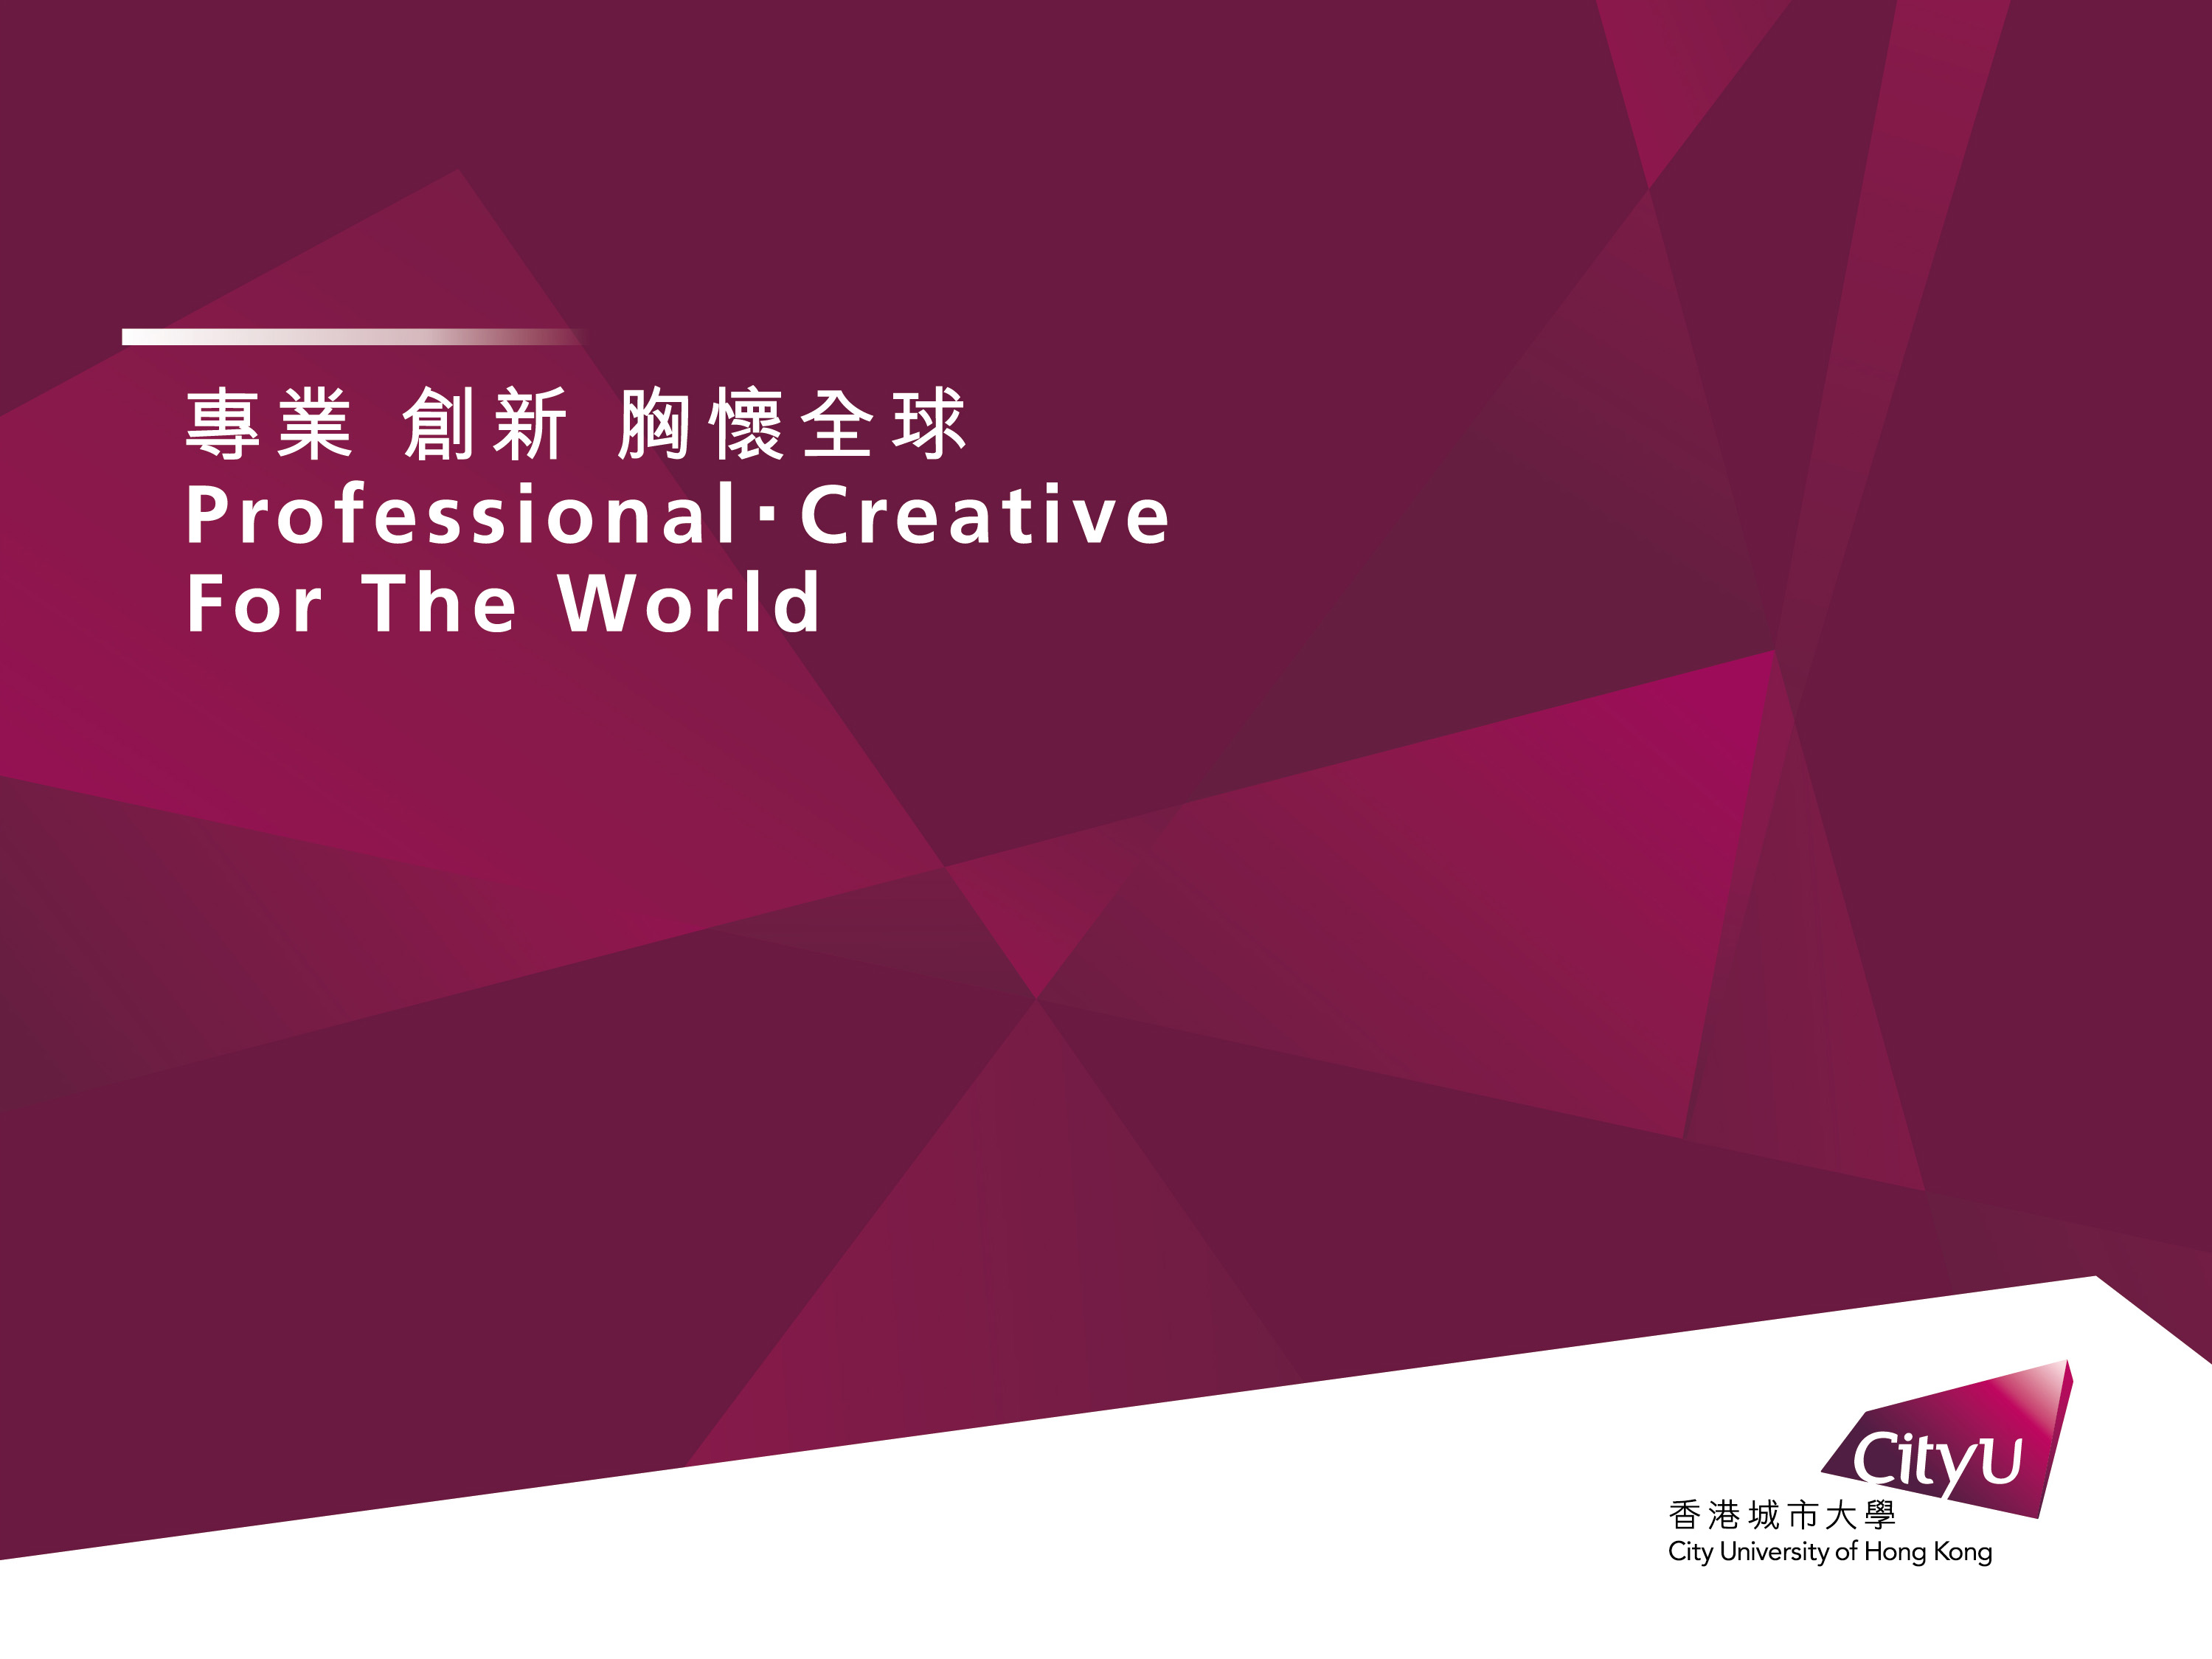 專業 創新 胸懷全球
Professional·Creative
For The World
CityU
香港城市大學
City University of Hong Kong